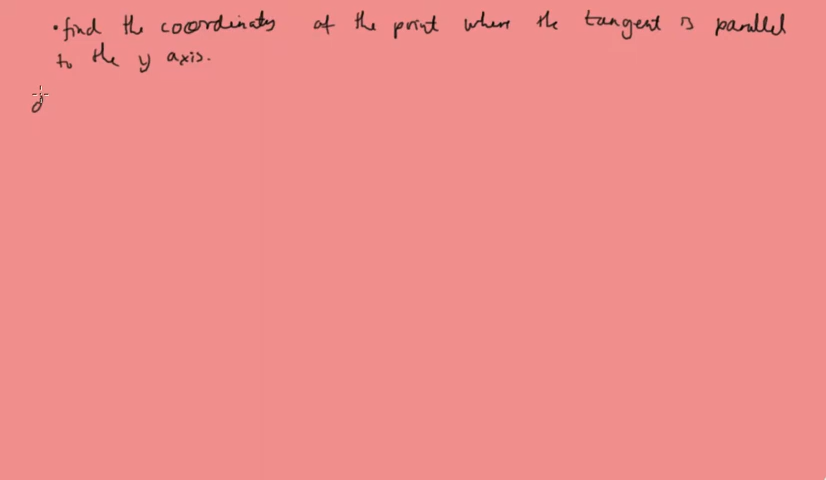 • find the coordinates of the point where the tangent is parallel
to the y axis.
d